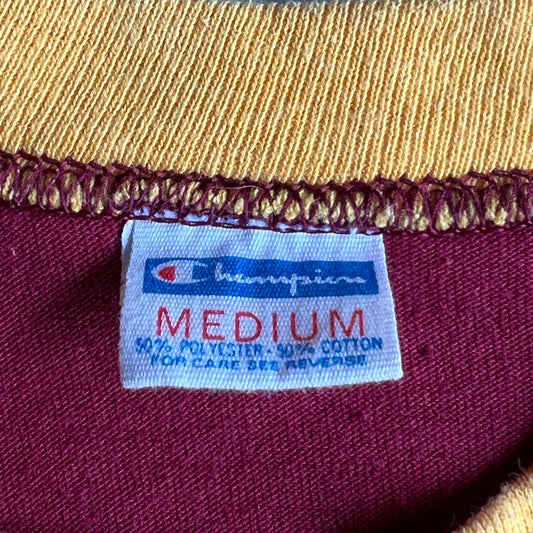 Champion
MEDIUM
50% POLYESTER - 50% COTTON
FOR CARE SEE REVERSE